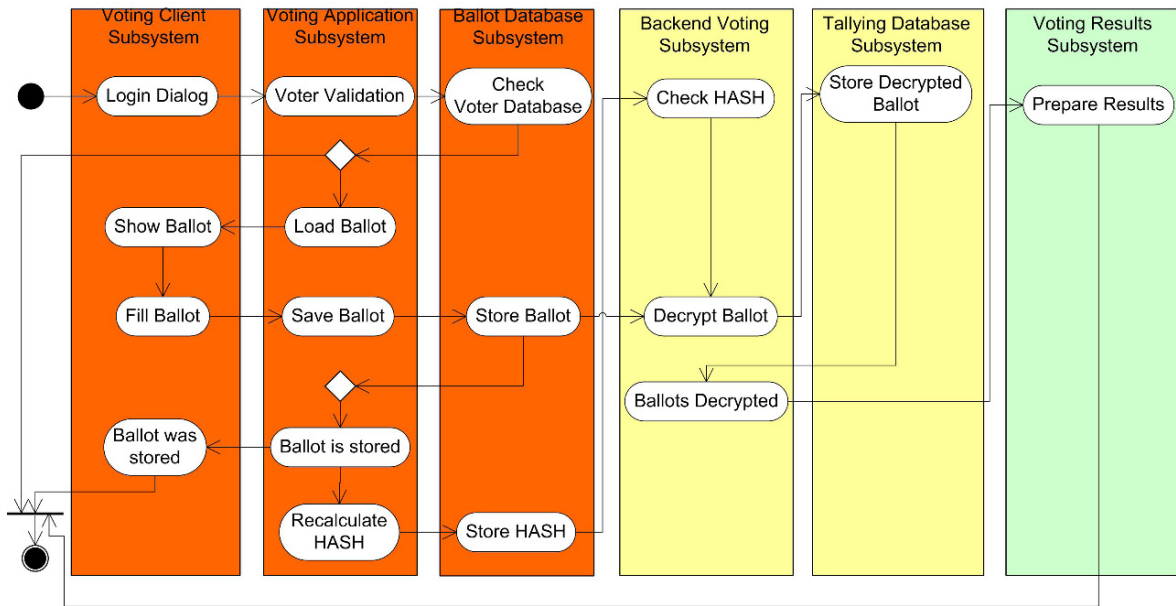 Voting Client
Subsystem
Voting Application
Subsystem
Ballot Database
Subsystem
Backend Voting
Subsystem
Tallying Database
Subsystem
Voting Results
Subsystem
Login Dialog
Voter Validation
Check
Voter Database
Check HASH
Store Decrypted
Ballot
Prepare Results
Show Ballot
Load Ballot
Fill Ballot
Save Ballot
Store Ballot
Decrypt Ballot
Ballots Decrypted
Ballot was
stored
Ballot is stored
Recalculate
HASH
Store HASH